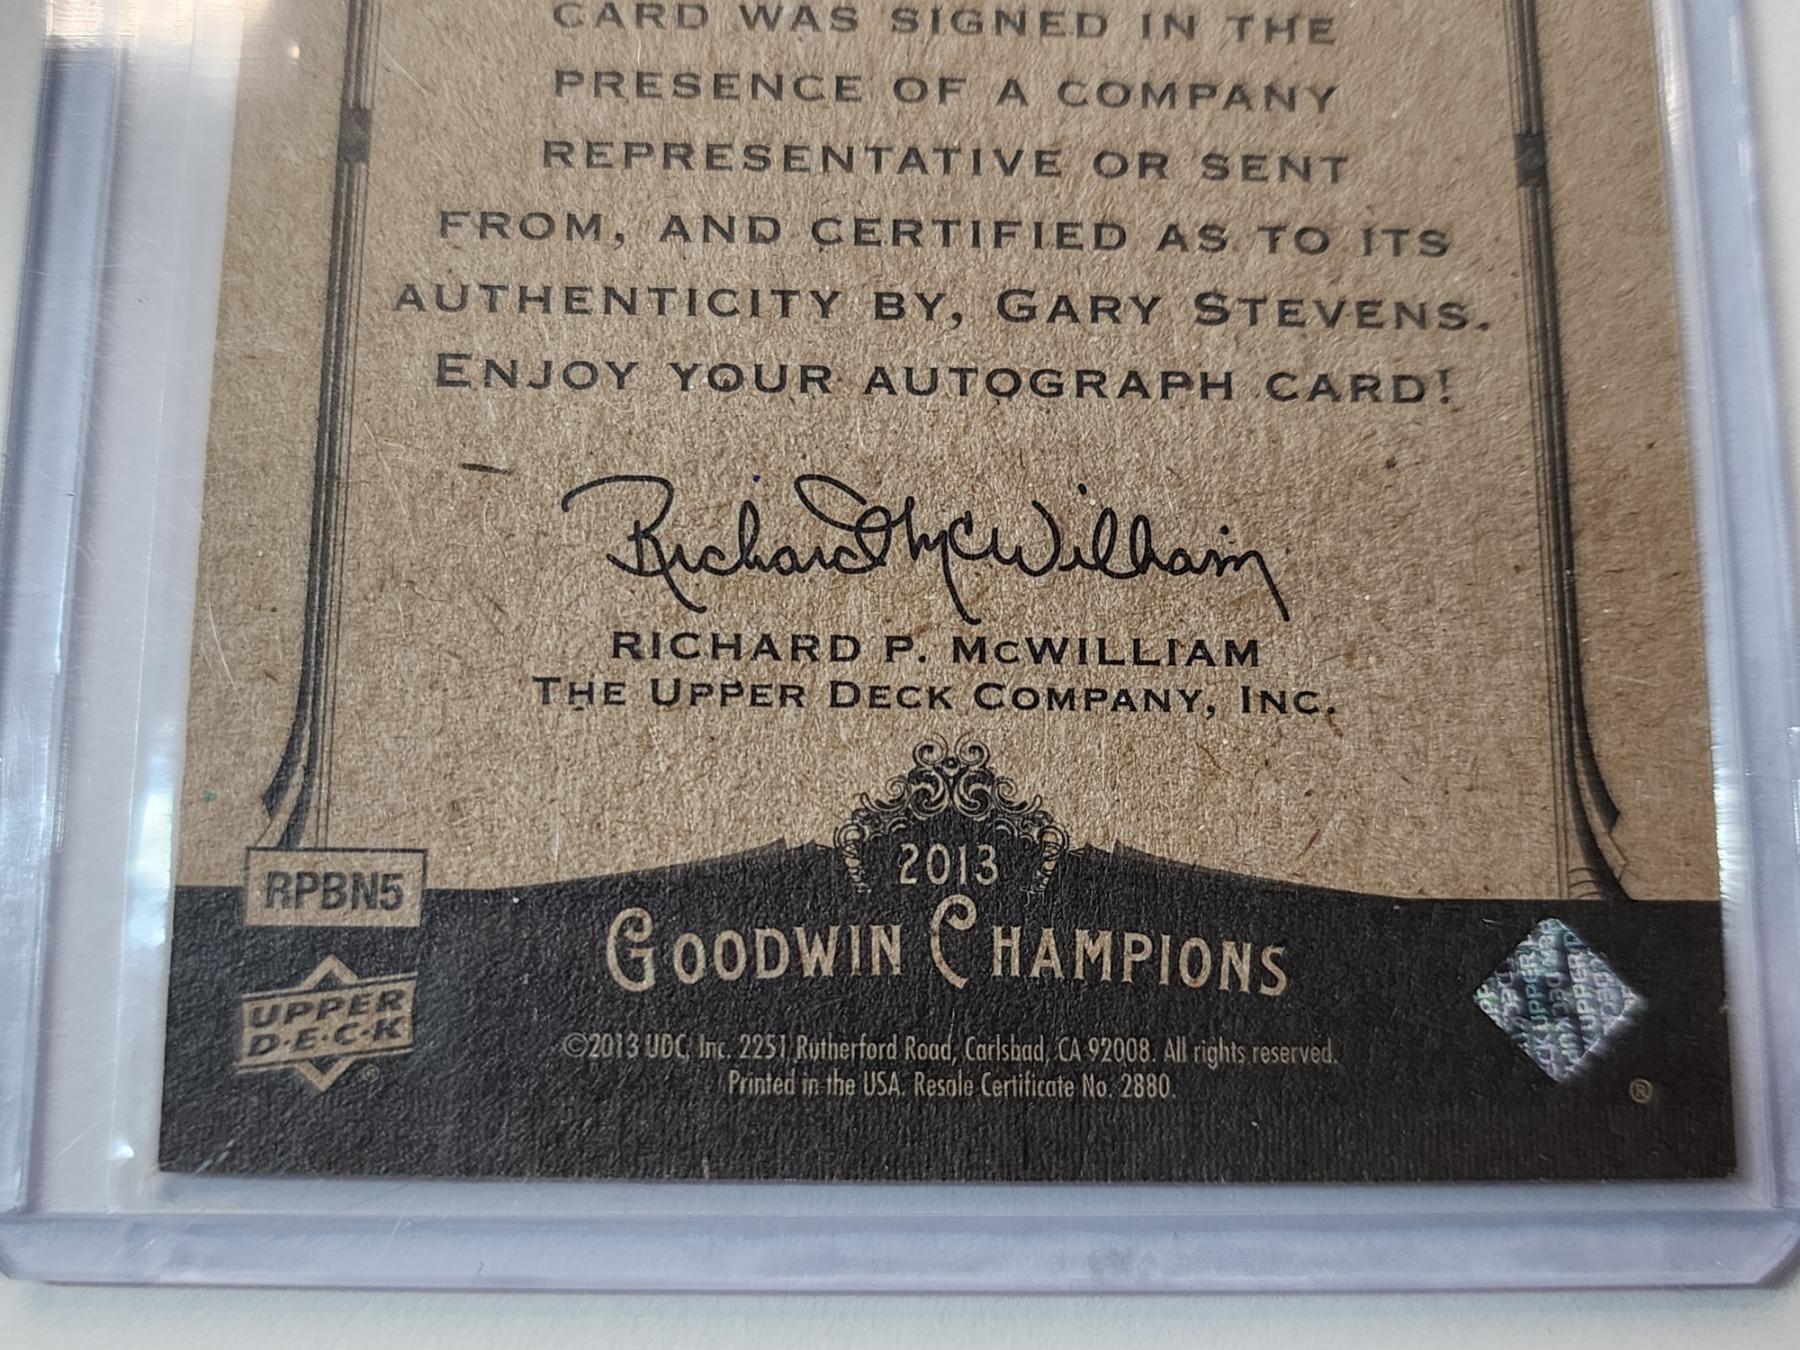 CARD WAS SIGNED IN THE
PRESENCE OF A COMPANY
REPRESENTATIVE OR SENT
FROM, AND CERTIFIED AS TO ITS
AUTHENTICITY BY, GARY STEVENS.
ENJOY YOUR AUTOGRAPH CARD!
Richard McWilliam
RICHARD P. McWILLIAM
THE UPPER DECK COMPANY, INC.
2013
RPBN5
GOODWIN CHAMPIONS
UPPER
D·E·C·K
®
©2013 UDC, Inc. 2251 Rutherford Road, Carlsbad, CA 92008. All rights reserved.
Printed in the USA. Resale Certificate No. 2880.
UPPER
UPPER
®